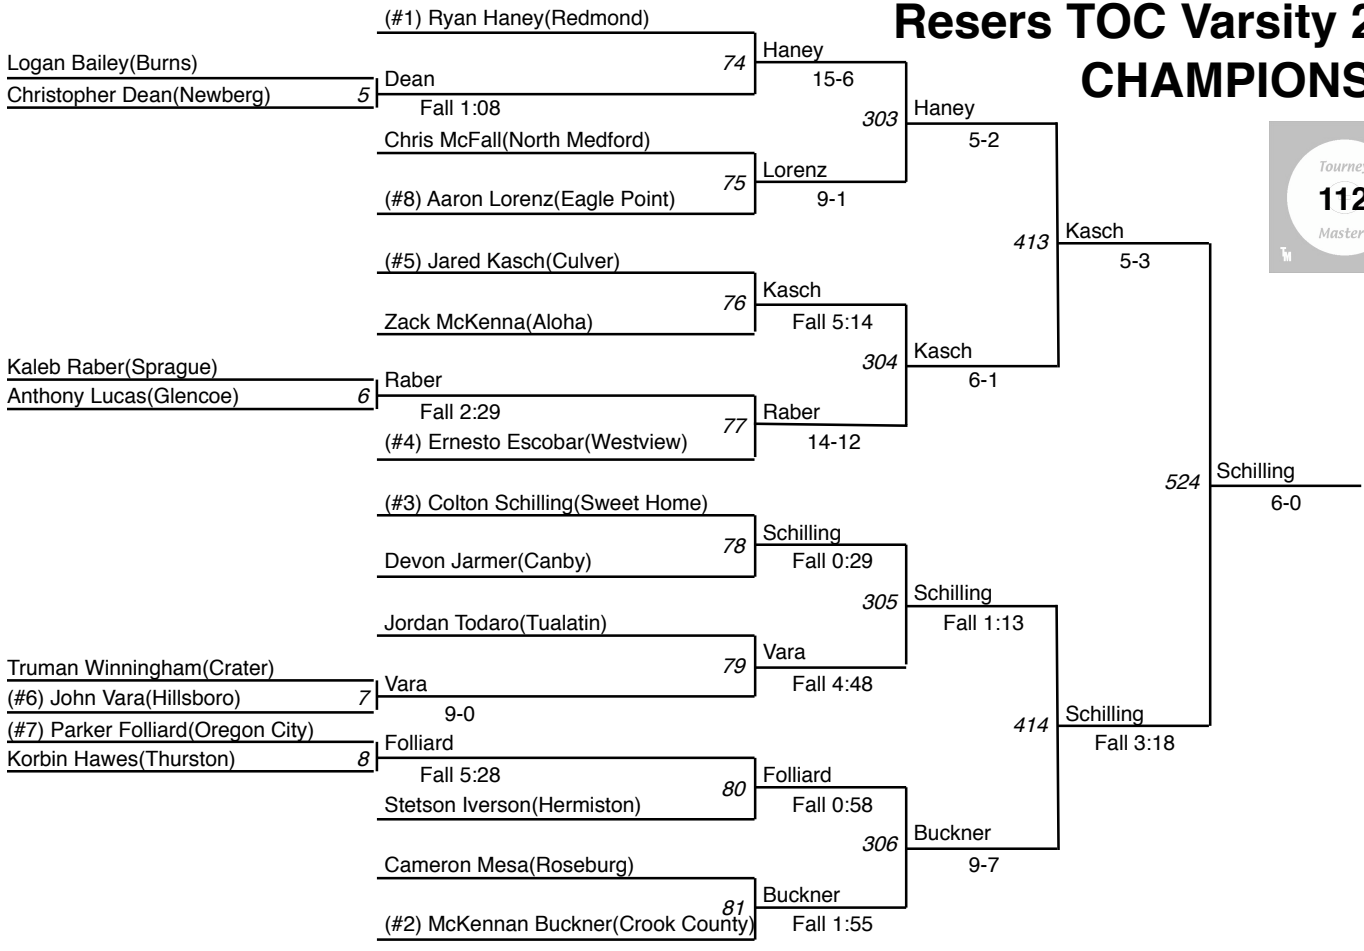 Resers TOC Varsity 2
CHAMPIONS
Tourney
112
Master
TM
(#1) Ryan Haney(Redmond)
Logan Bailey(Burns)
Christopher Dean(Newberg) 5
Dean
Fall 1:08
74
Haney
15-6
Chris McFall(North Medford)
(#8) Aaron Lorenz(Eagle Point)
75
Lorenz
9-1
303
Haney
5-2
(#5) Jared Kasch(Culver)
Zack McKenna(Aloha)
76
Kasch
Fall 5:14
Kaleb Raber(Sprague)
Anthony Lucas(Glencoe) 6
Raber
Fall 2:29
(#4) Ernesto Escobar(Westview)
77
Raber
14-12
304
Kasch
6-1
413
Kasch
5-3
(#3) Colton Schilling(Sweet Home)
Devon Jarmer(Canby)
78
Schilling
Fall 0:29
Jordan Todaro(Tualatin)
Truman Winningham(Crater)
(#6) John Vara(Hillsboro) 7
Vara
9-0
79
Vara
Fall 4:48
305
Schilling
Fall 1:13
(#7) Parker Folliard(Oregon City)
Korbin Hawes(Thurston) 8
Folliard
Fall 5:28
Stetson Iverson(Hermiston)
80
Folliard
Fall 0:58
Cameron Mesa(Roseburg)
(#2) McKennan Buckner(Crook County)
81
Buckner
Fall 1:55
306
Buckner
9-7
414
Schilling
Fall 3:18
524
Schilling
6-0